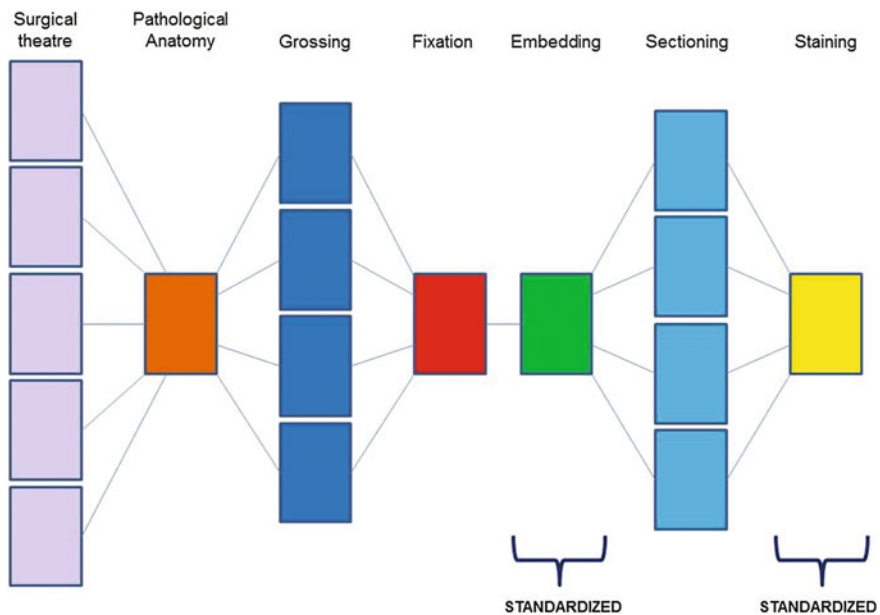 Surgical
theatre
Pathological
Anatomy
Grossing
Fixation
Embedding
Sectioning
Staining
STANDARDIZED
STANDARDIZED